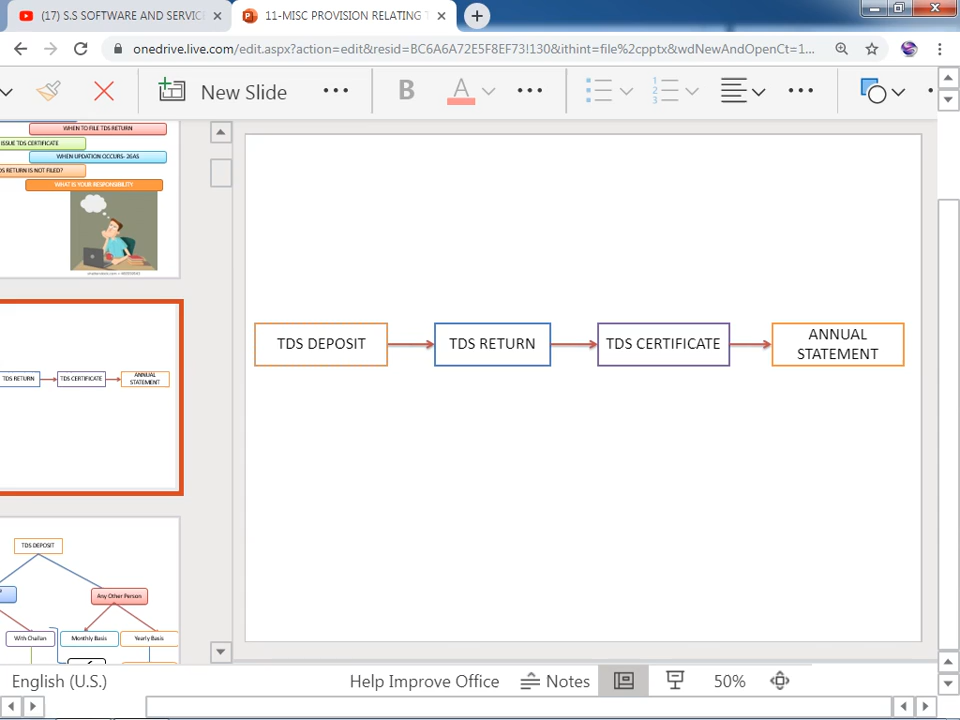 (17) S.S SOFTWARE AND SERVIC
11-MISC PROVISION RELATING T
onedrive.live.com/edit.aspx?action=edit&resid=BC6A6A72E5F8EF73!130&ithint=file%2cpptx&wdNewAndOpenCt=1...
New Slide
B
A
WHEN TO FILE TDS RETURN
ISSUE TDS CERTIFICATE
WHEN UPDATION OCCURS- 26AS
DS RETURN IS NOT FILED?
WHAT IS YOUR RESPONSIBILITY
TDS RETURN
TDS CERTIFICATE
ANNUAL
STATEMENT
TDS DEPOSIT
Any Other Person
With Challan
Monthly Basis
Yearly Basis
TDS DEPOSIT
TDS RETURN
TDS CERTIFICATE
ANNUAL
STATEMENT
English (U.S.)
Help Improve Office
Notes
50%